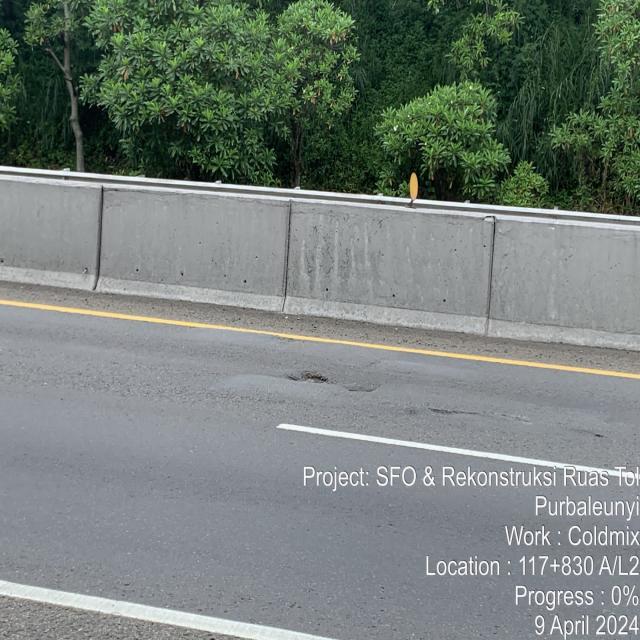 Project: SFO & Rekonstruksi Ruas Tol
Purbaleunyi
Work : Coldmix
Location : 117+830 A/L2
Progress : 0%
9 April 2024